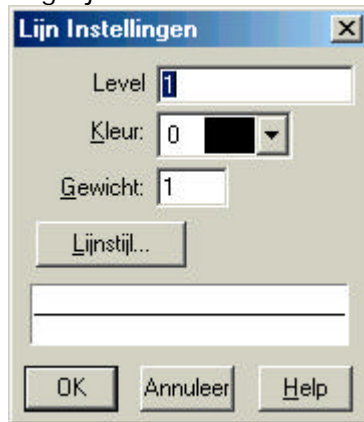 Lijn Instellingen
Level 1
Kleur: 0
Gewicht: 1
Lijnstijl...
OK Annuleer Help